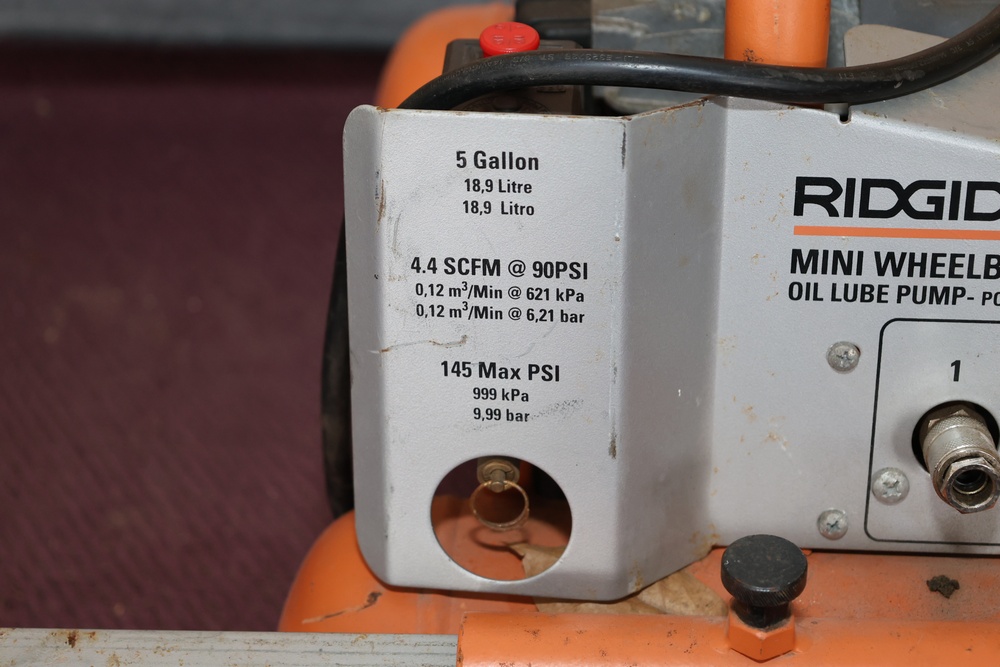 5 Gallon
18,9 Litre
18,9 Litro
4.4 SCFM @ 90PSI
0,12 m³/Min @ 621 kPa
0,12 m³/Min @ 6,21 bar
145 Max PSI
999 kPa
9,99 bar
RIDGID
MINI WHEELB
OIL LUBE PUMP- PO
1